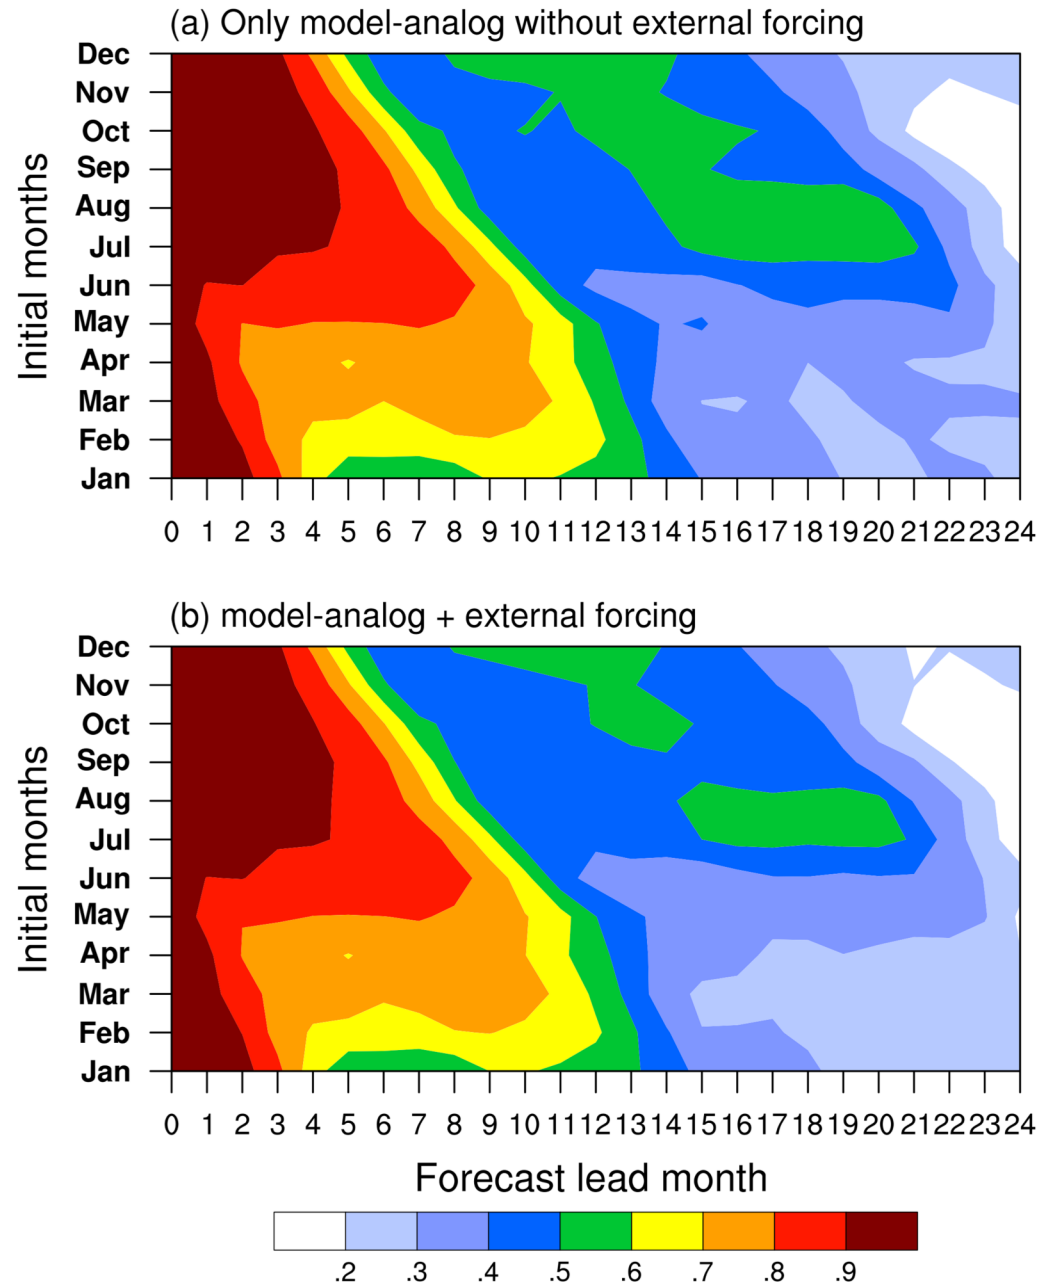 (a) Only model-analog without external forcing
Dec
Nov
Oct
Sep
Aug
Jul
Jun
May
Apr
Mar
Feb
Jan
Initial months
0 1 2 3 4 5 6 7 8 9 10 11 12 13 14 15 16 17 18 19 20 21 22 23 24
(b) model-analog + external forcing
Dec
Nov
Oct
Sep
Aug
Jul
Jun
May
Apr
Mar
Feb
Jan
Initial months
0 1 2 3 4 5 6 7 8 9 10 11 12 13 14 15 16 17 18 19 20 21 22 23 24
Forecast lead month
.2 .3 .4 .5 .6 .7 .8 .9